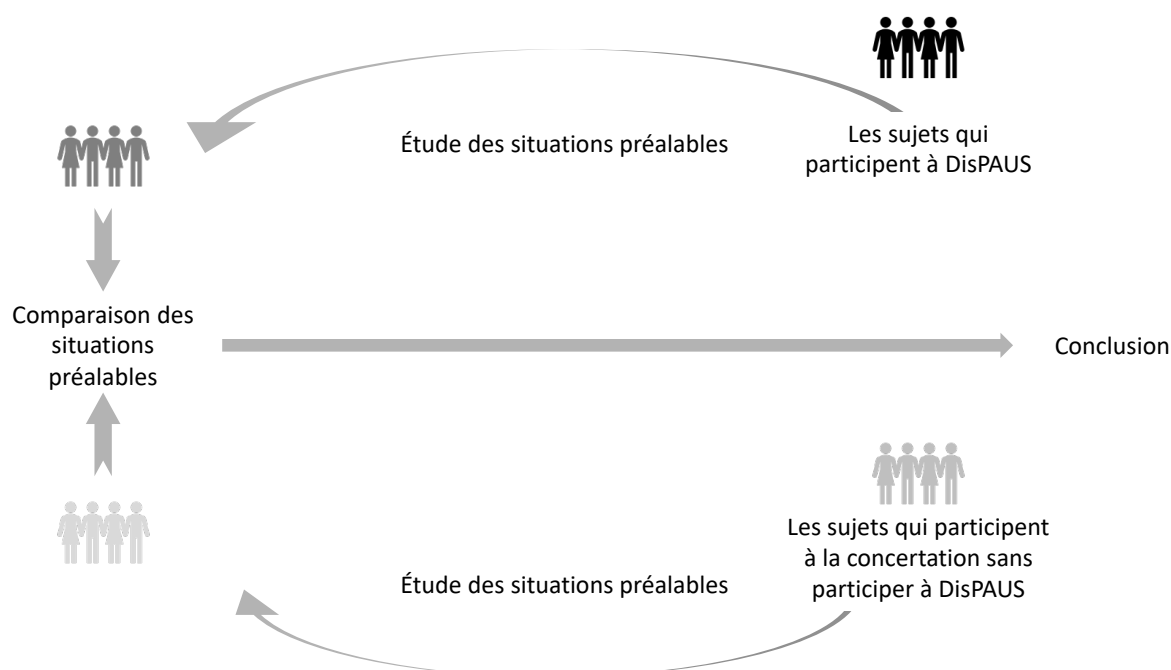 Étude des situations préalables
Les sujets qui
participent à DisPAUS
Comparaison des
situations
préalables
Conclusion
Étude des situations préalables
Les sujets qui participent
à la concertation sans
participer à DisPAUS